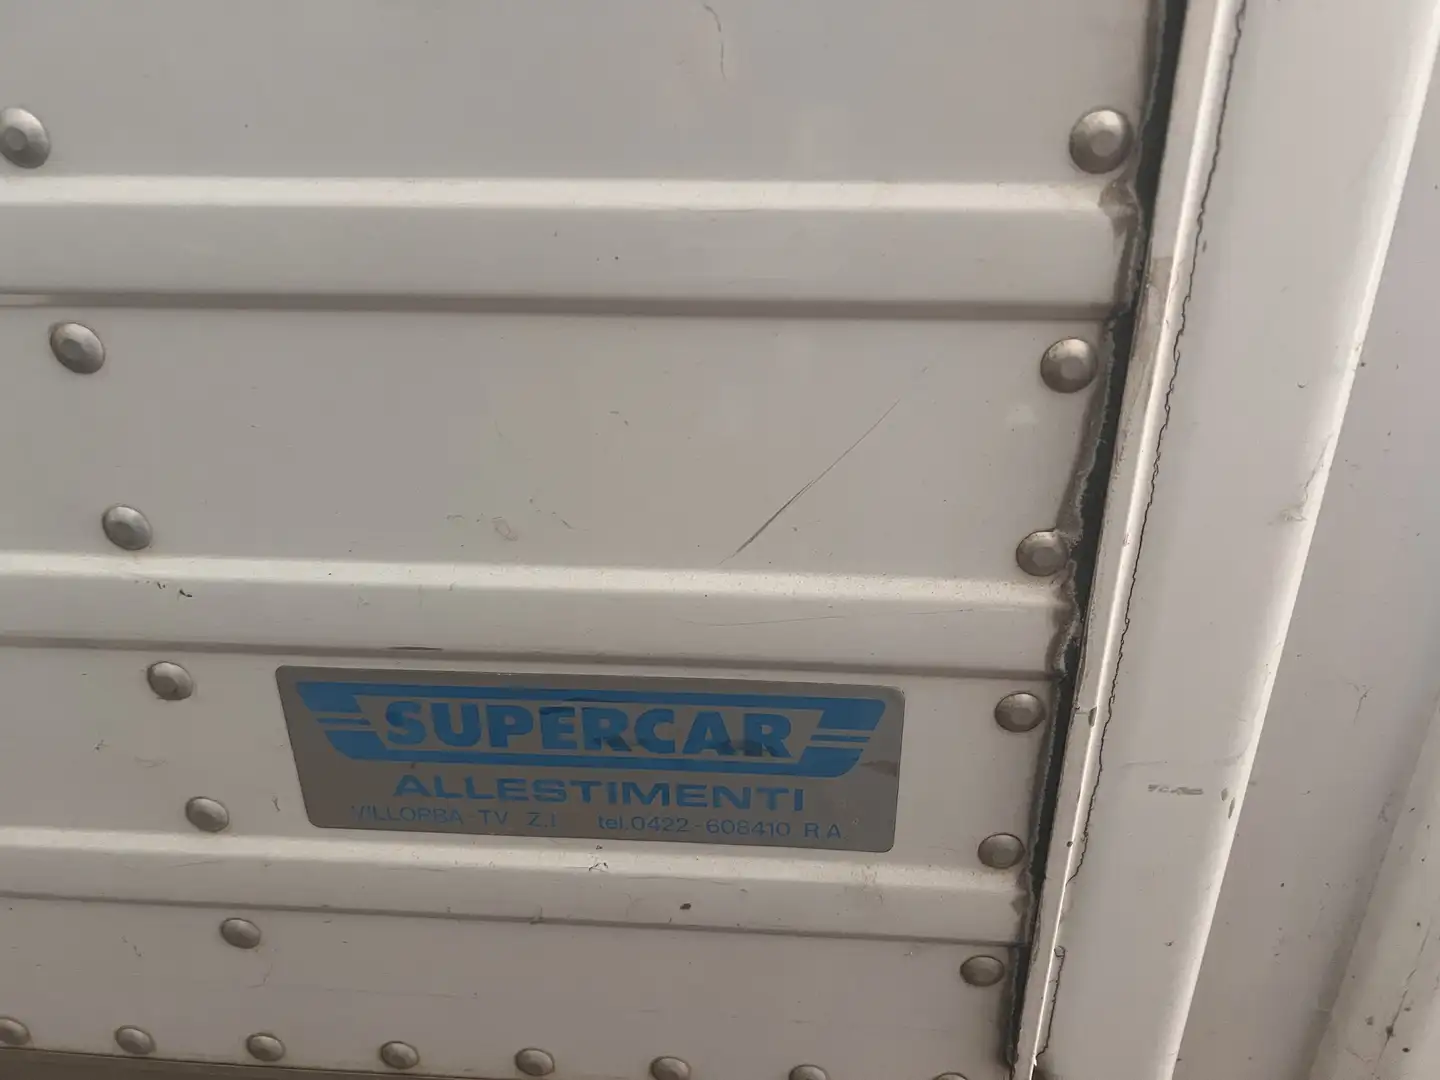 SUPERCAR
ALLESTIMENTI
VILLORBA-TV Z.I. tel.0422-608410 R A